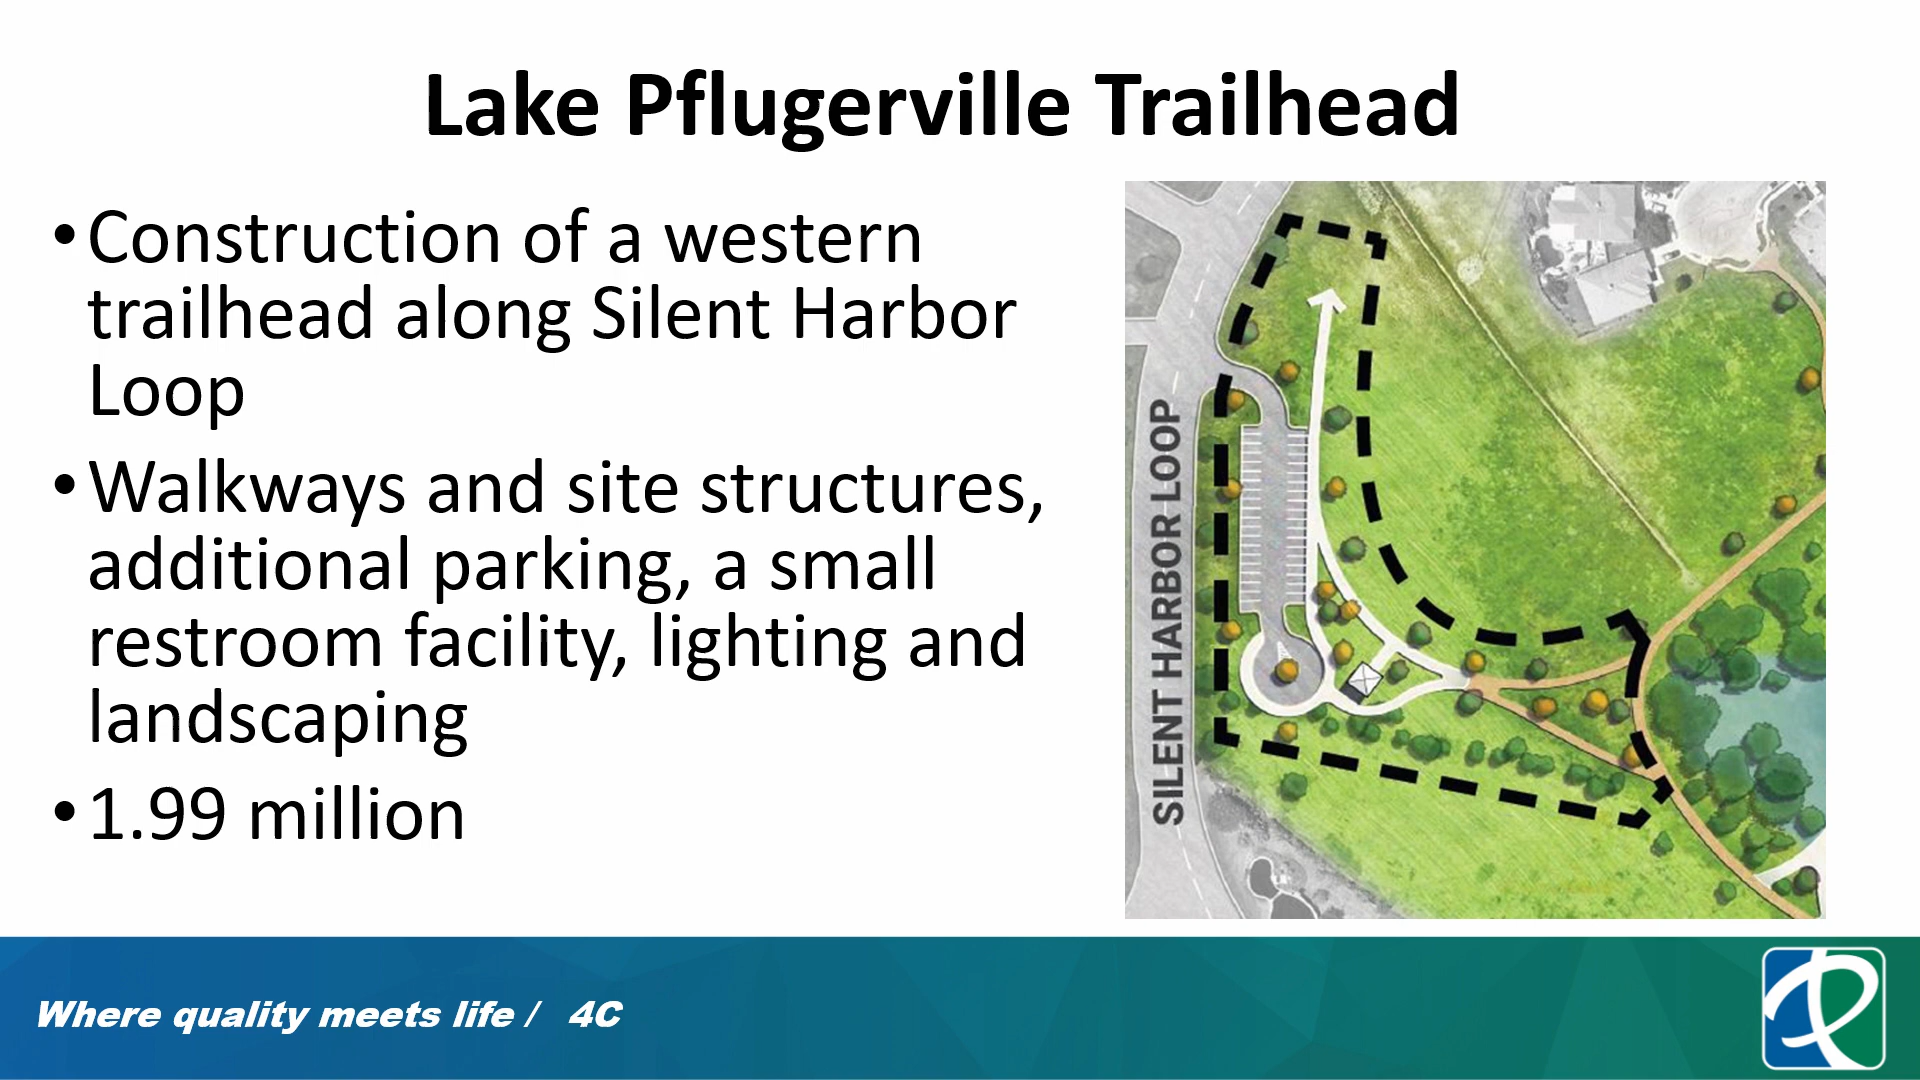 Lake Pflugerville Trailhead
•Construction of a western
trailhead along Silent Harbor
Loop
•Walkways and site structures,
additional parking, a small
restroom facility, lighting and
landscaping
•1.99 million
SILENT HARBOR LOOP
Where quality meets life / 4C